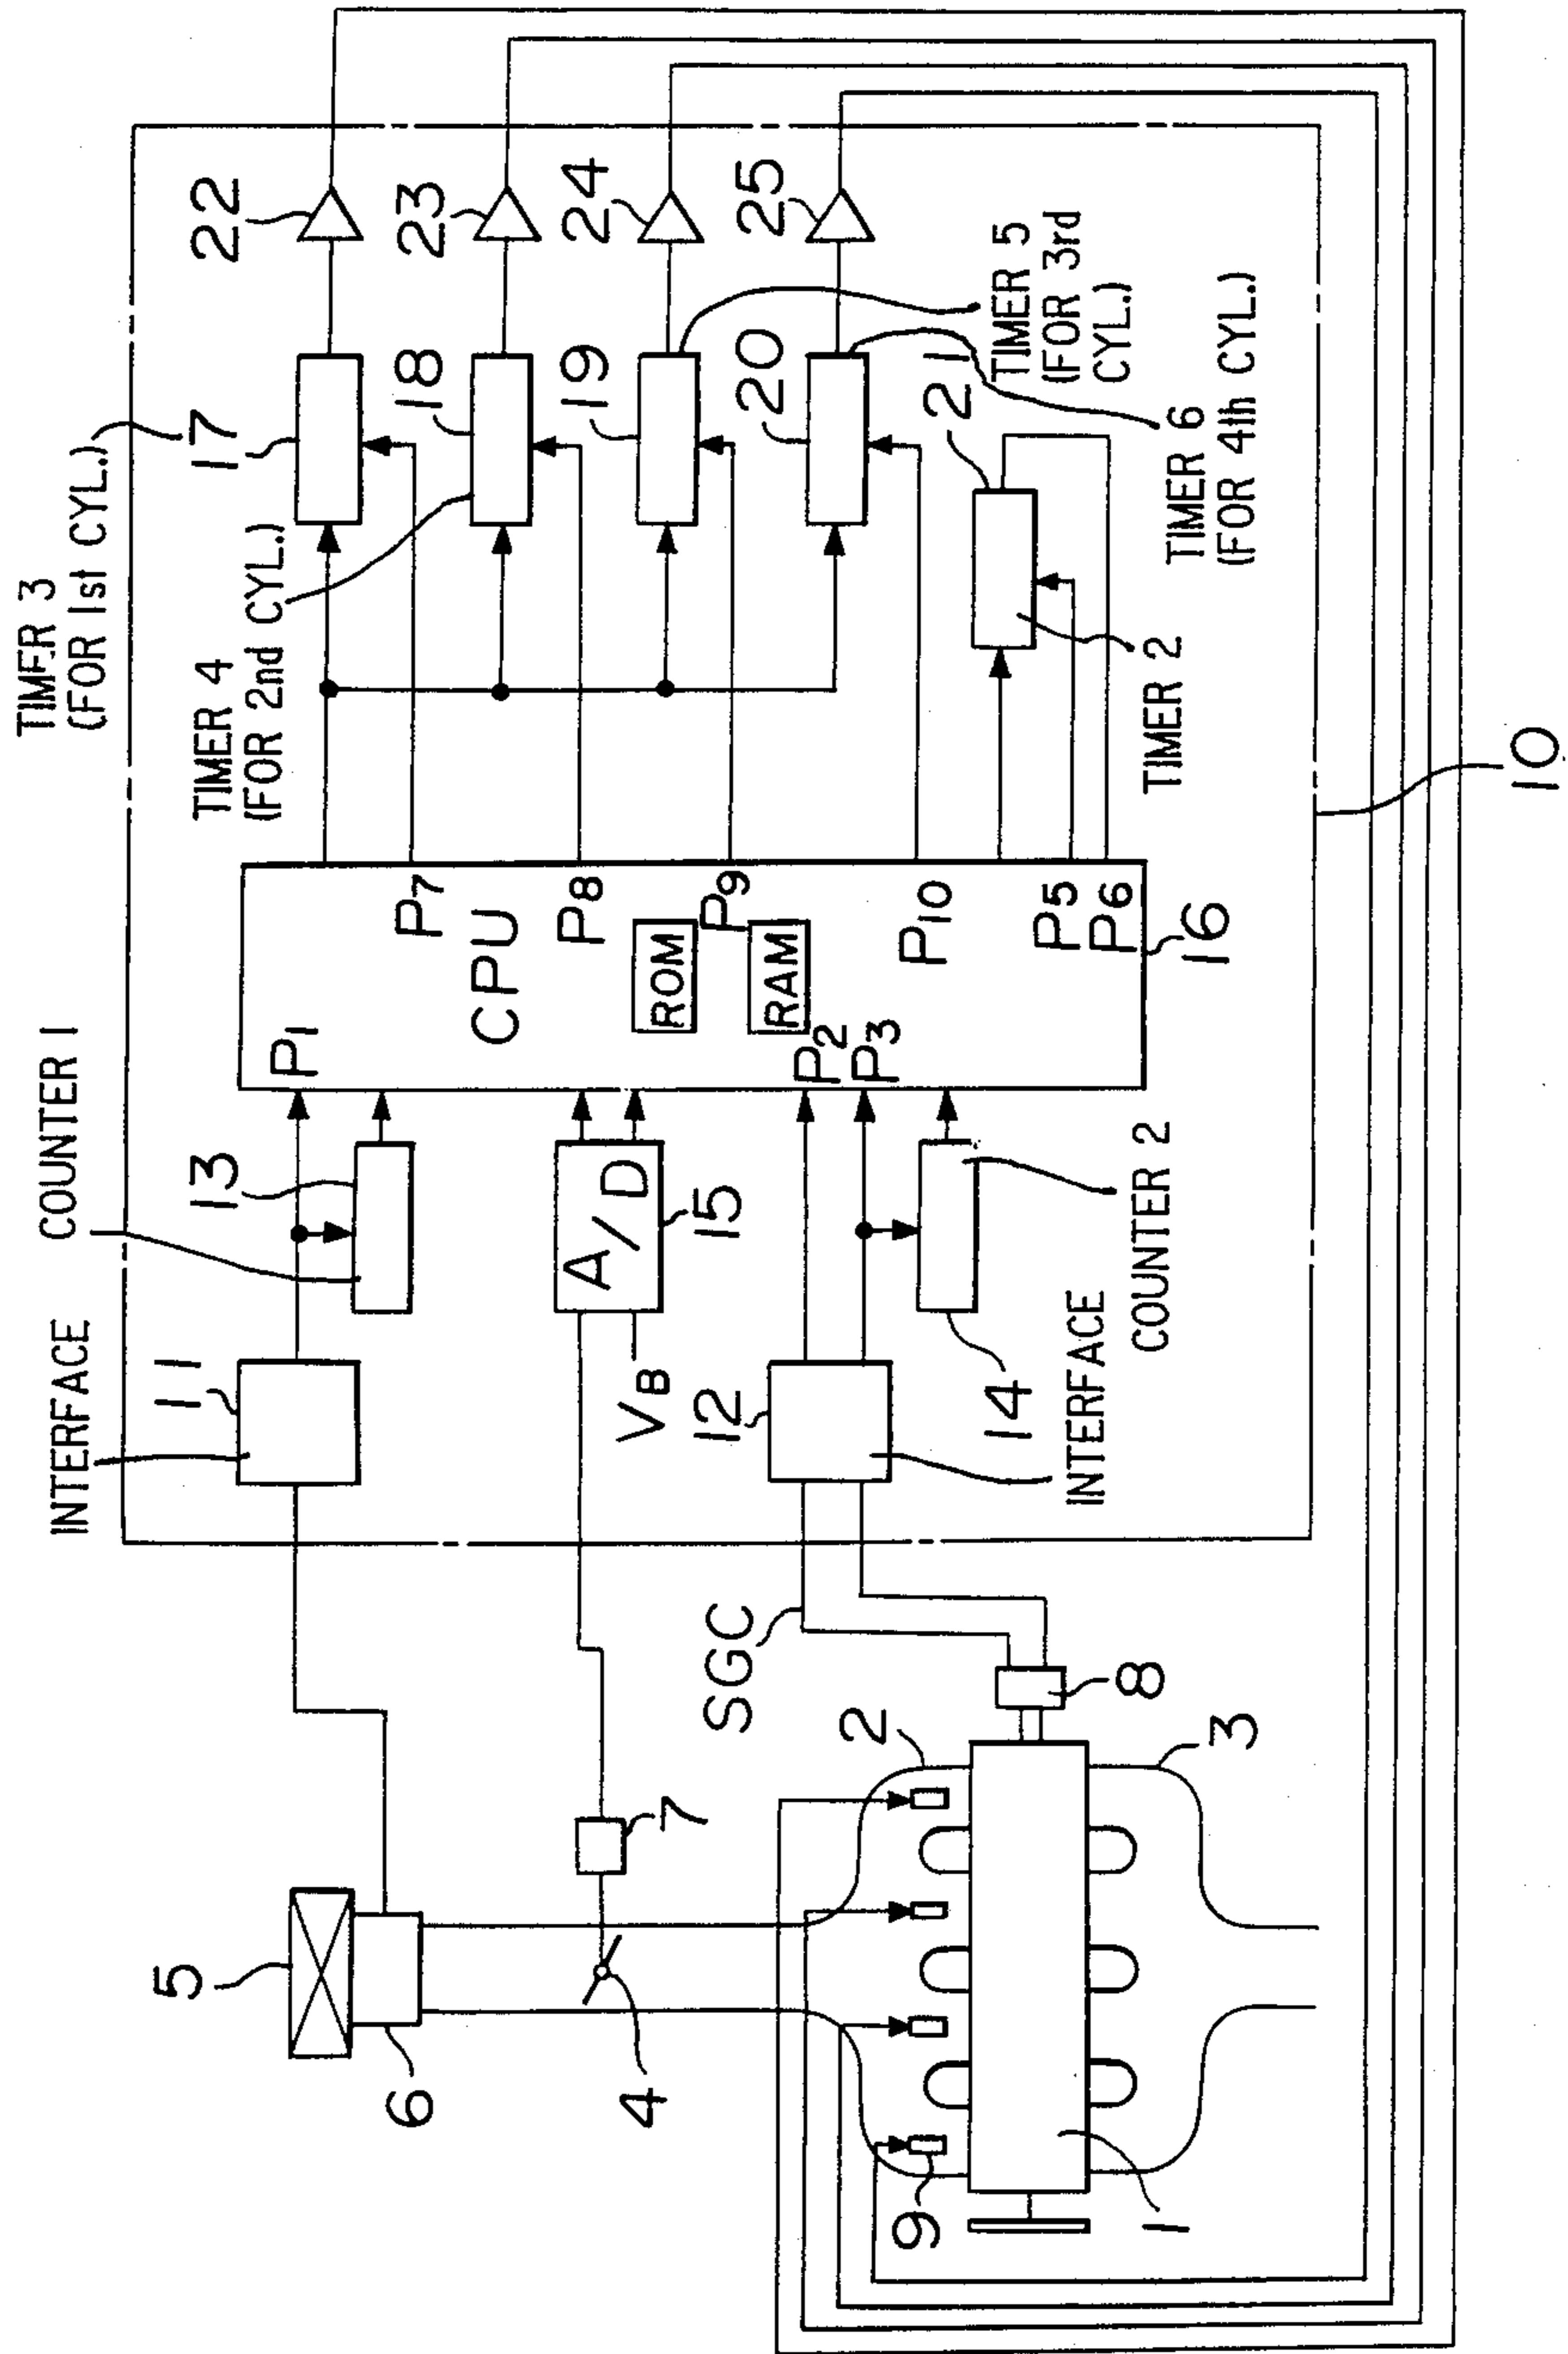 TIMER 3
(FOR 1st CYL.)
TIMER 4
(FOR 2nd CYL.)
17
22
18
23
19
24
20
25
TIMER 5
(FOR 3rd
CYL.)
TIMER 6
(FOR 4th CYL.)
21
TIMER 2
COUNTER 1
INTERFACE
11
13
P1
P7
CPU
P8
ROM
P9
RAM
P2
P3
P10
P5
P6
16
A/D
15
VB
12
14
INTERFACE
COUNTER 2
10
SGC
5
6
4
7
2
8
3
9
1